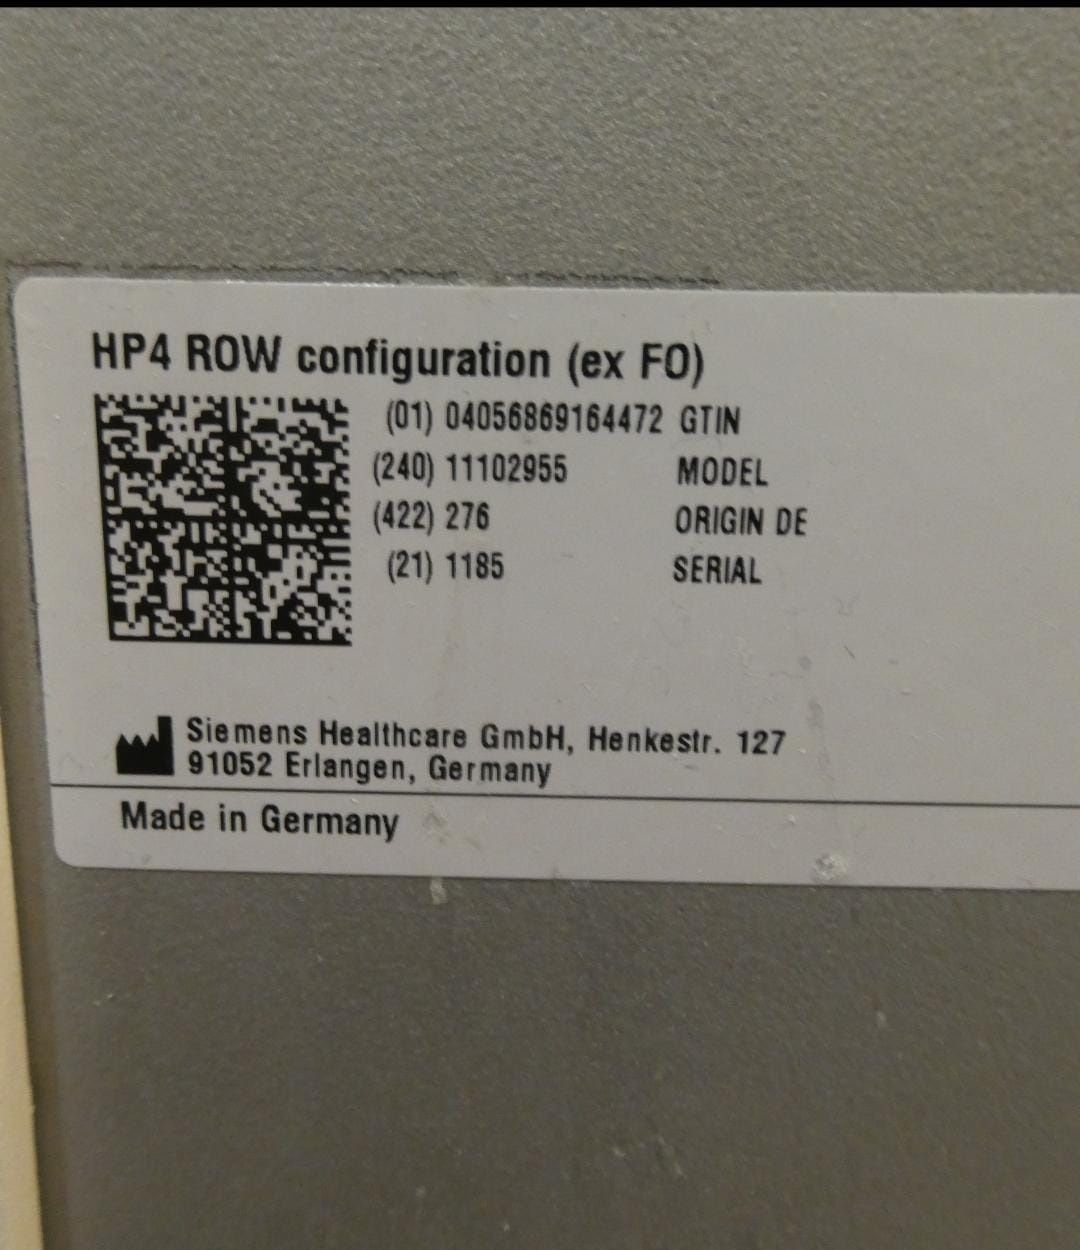 HP4 ROW configuration (ex FO)
(01) 04056869164472 GTIN
(240) 11102955 MODEL
(422) 276 ORIGIN DE
(21) 1185 SERIAL
Siemens Healthcare GmbH, Henkestr. 127
91052 Erlangen, Germany
Made in Germany